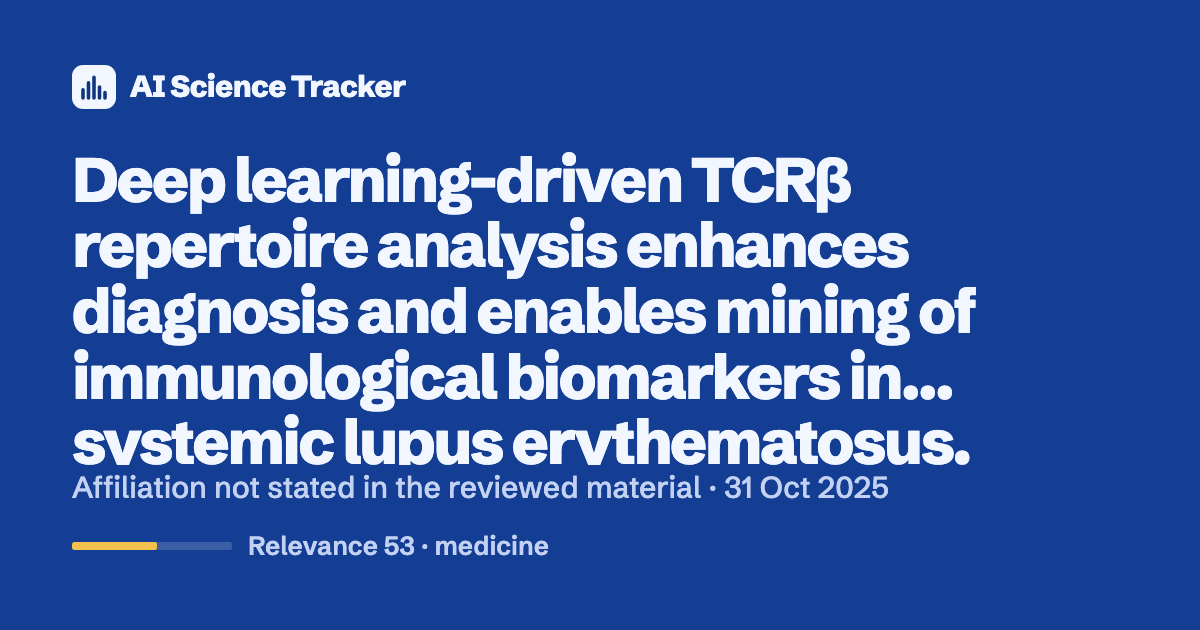 AI Science Tracker
Deep learning-driven TCRβ
repertoire analysis enhances
diagnosis and enables mining of
immunological biomarkers in...
systemic lupus erythematosus.
Affiliation not stated in the reviewed material · 31 Oct 2025
Relevance 53 · medicine